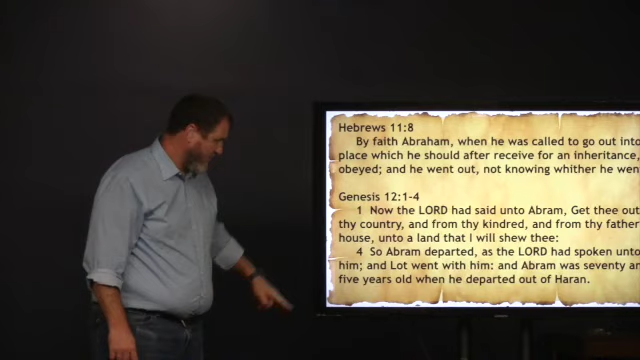 Hebrews 11:8
By faith Abraham, when he was called to go out into
place which he should after receive for an inheritance,
obeyed; and he went out, not knowing whither he wen
Genesis 12:1-4
1 Now the LORD had said unto Abram, Get thee out
thy country, and from thy kindred, and from thy father
house, unto a land that i will shew thee:
4 So Abram departed, as the LORD had spoken unto
him; and Lot went with him: and Abram was seventy an
five years old when he departed out of Haran.